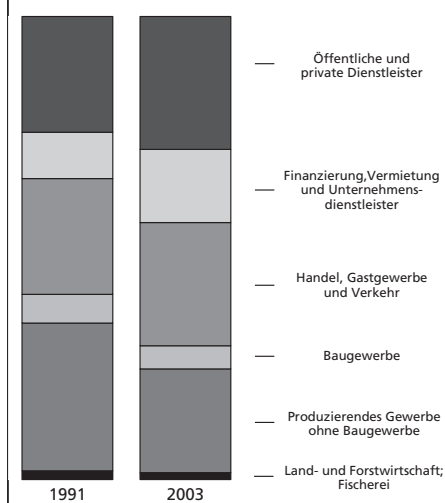 Öffentliche und
private Dienstleister
Finanzierung,Vermietung
und Unternehmens-
dienstleister
Handel, Gastgewerbe
und Verkehr
Baugewerbe
Produzierendes Gewerbe
ohne Baugewerbe
Land- und Forstwirtschaft;
Fischerei
1991
2003